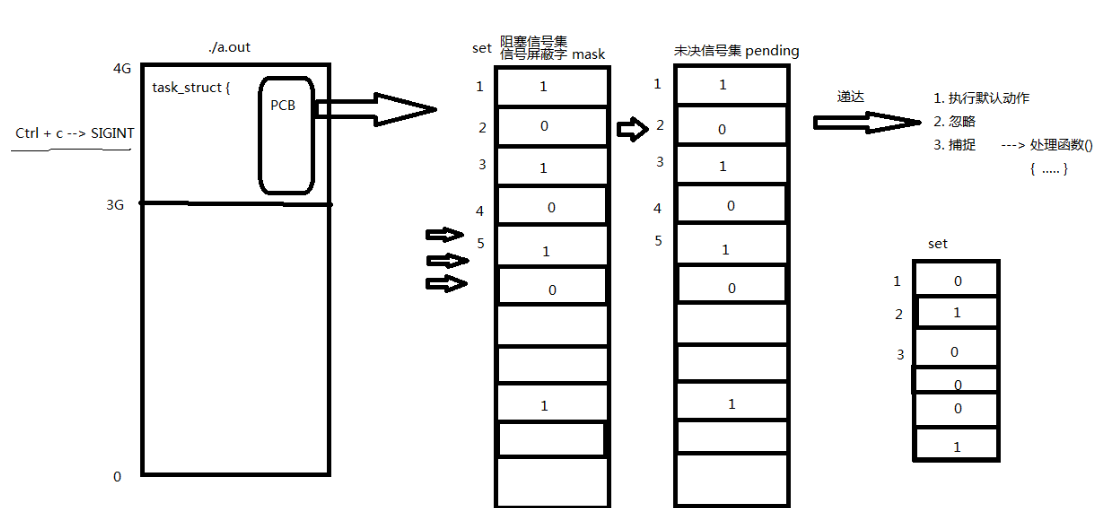 ./a.out
4G
task_struct {
PCB
Ctrl + c --> SIGINT
3G
0
set
阻塞信号集
信号屏蔽字 mask
1
1
2
0
3
1
4
0
5
1
0
1
未决信号集 pending
1
1
2
0
3
1
4
0
5
1
0
1
递达
1. 执行默认动作
2. 忽略
3. 捕捉 ---> 处理函数()
{ ..... }
set
1
0
2
1
3
0
0
0
1